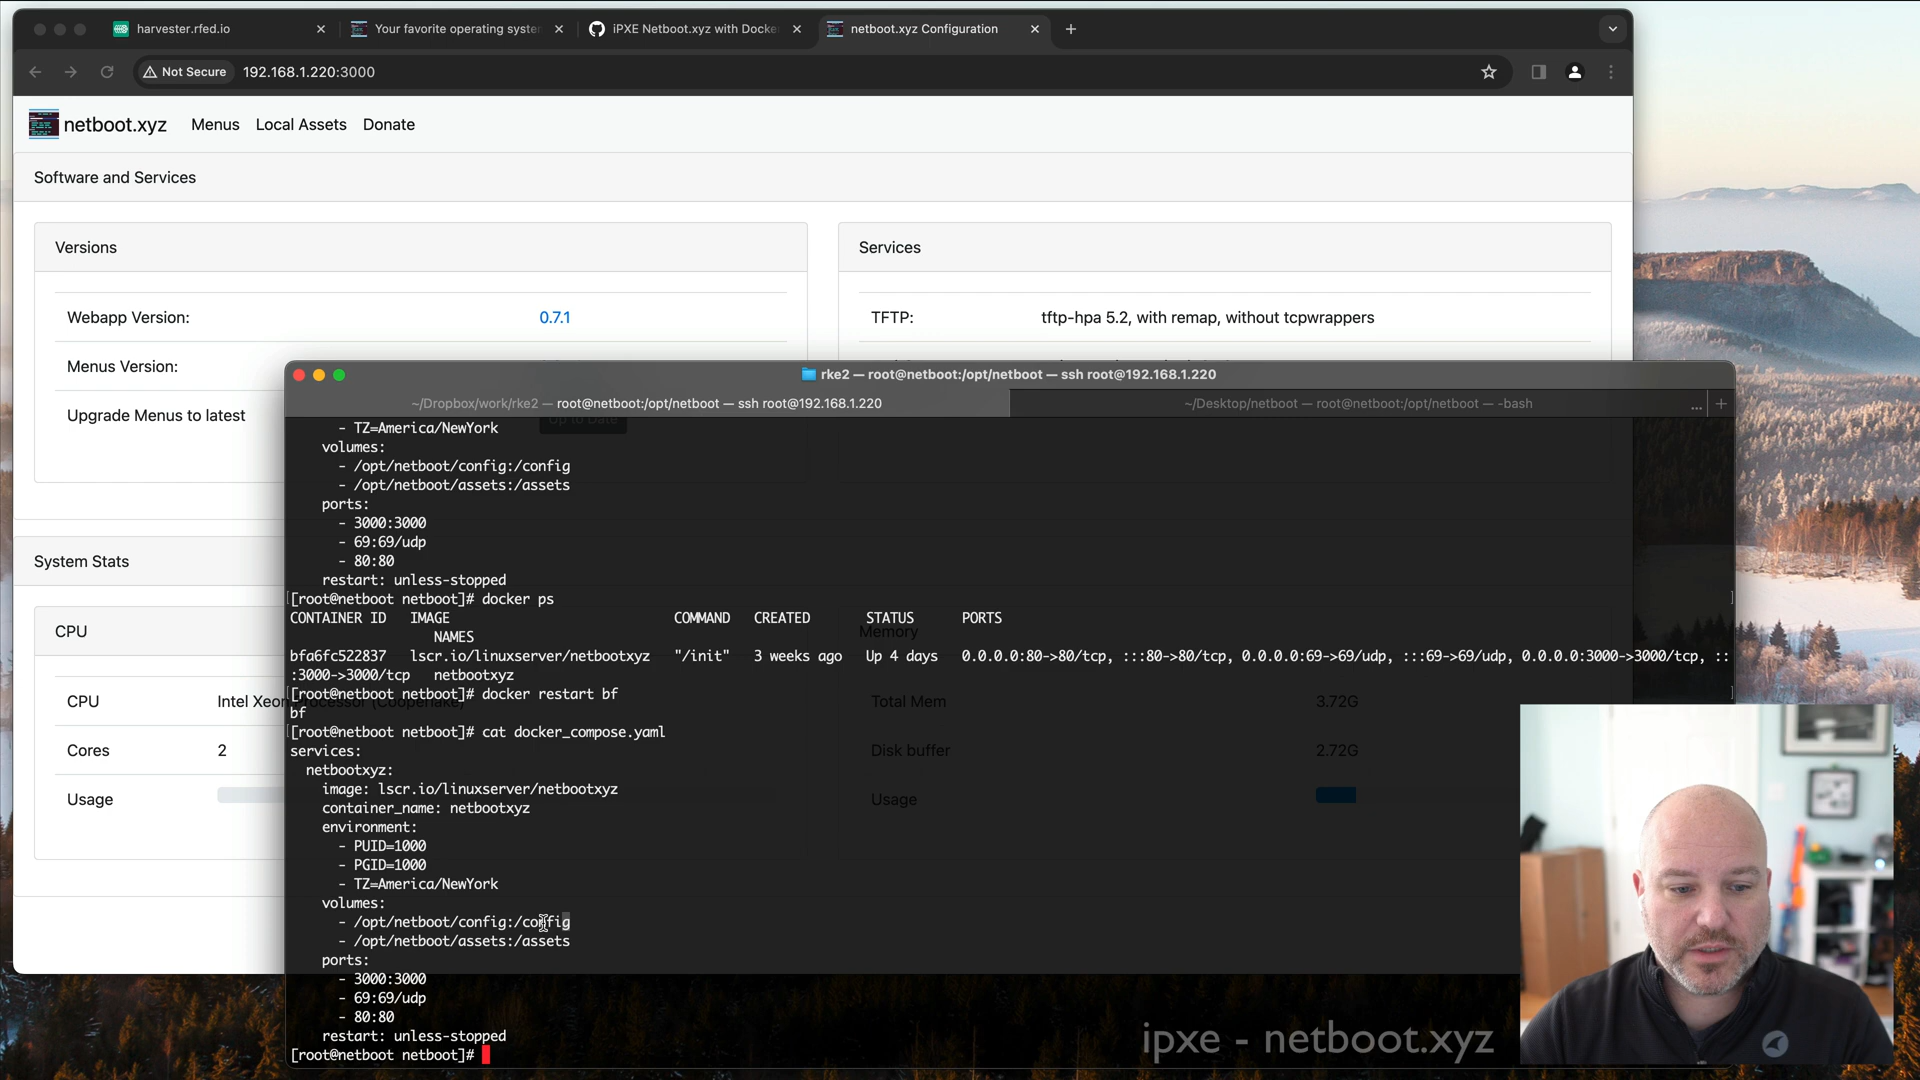 harvester.rfed.io
Your favorite operating syste
iPXE Netboot.xyz with Docke
netboot.xyz Configuration
Not Secure 192.168.1.220:3000
netboot.xyz Menus Local Assets Donate
Software and Services
Versions
Services
Webapp Version: 0.7.1
TFTP: tftp-hpa 5.2, with remap, without tcpwrappers
Menus Version:
Upgrade Menus to latest
Up to Date
System Stats
CPU
Memory
CPU Intel Xeon Processor (Cooperlake)
Total Mem 3.72G
Cores 2
Disk buffer 2.72G
Usage
Usage
rke2 — root@netboot:/opt/netboot — ssh root@192.168.1.220
~/Dropbox/work/rke2 — root@netboot:/opt/netboot — ssh root@192.168.1.220
~/Desktop/netboot — root@netboot:/opt/netboot — -bash
...
- TZ=America/NewYork
volumes:
- /opt/netboot/config:/config
- /opt/netboot/assets:/assets
ports:
- 3000:3000
- 69:69/udp
- 80:80
restart: unless-stopped
[root@netboot netboot]# docker ps
CONTAINER ID IMAGE COMMAND CREATED STATUS PORTS
NAMES
bfa6fc522837 lscr.io/linuxserver/netbootxyz "/init" 3 weeks ago Up 4 days 0.0.0.0:80->80/tcp, :::80->80/tcp, 0.0.0.0:69->69/udp, :::69->69/udp, 0.0.0.0:3000->3000/tcp, ::
:3000->3000/tcp netbootxyz
[root@netboot netboot]# docker restart bf
bf
[root@netboot netboot]# cat docker_compose.yaml
services:
netbootxyz:
image: lscr.io/linuxserver/netbootxyz
container_name: netbootxyz
environment:
- PUID=1000
- PGID=1000
- TZ=America/NewYork
volumes:
- /opt/netboot/config:/config
- /opt/netboot/assets:/assets
ports:
- 3000:3000
- 69:69/udp
- 80:80
restart: unless-stopped
[root@netboot netboot]#
ipxe - netboot.xyz